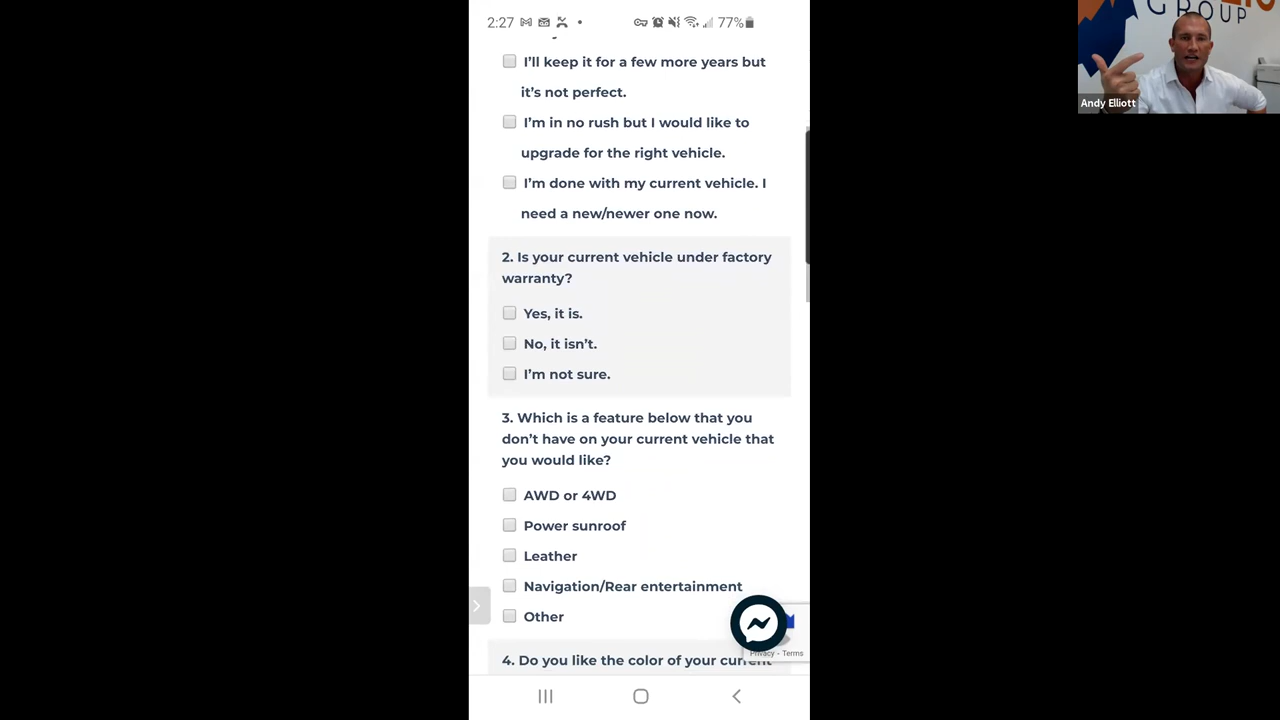 2:27
77%
GROUP
Andy Elliott
I'll keep it for a few more years but
it's not perfect.
I'm in no rush but I would like to
upgrade for the right vehicle.
I'm done with my current vehicle. I
need a new/newer one now.
2. Is your current vehicle under factory
warranty?
Yes, it is.
No, it isn't.
I'm not sure.
3. Which is a feature below that you
don't have on your current vehicle that
you would like?
AWD or 4WD
Power sunroof
Leather
Navigation/Rear entertainment
Other
4. Do you like the color of your current
Privacy - Terms